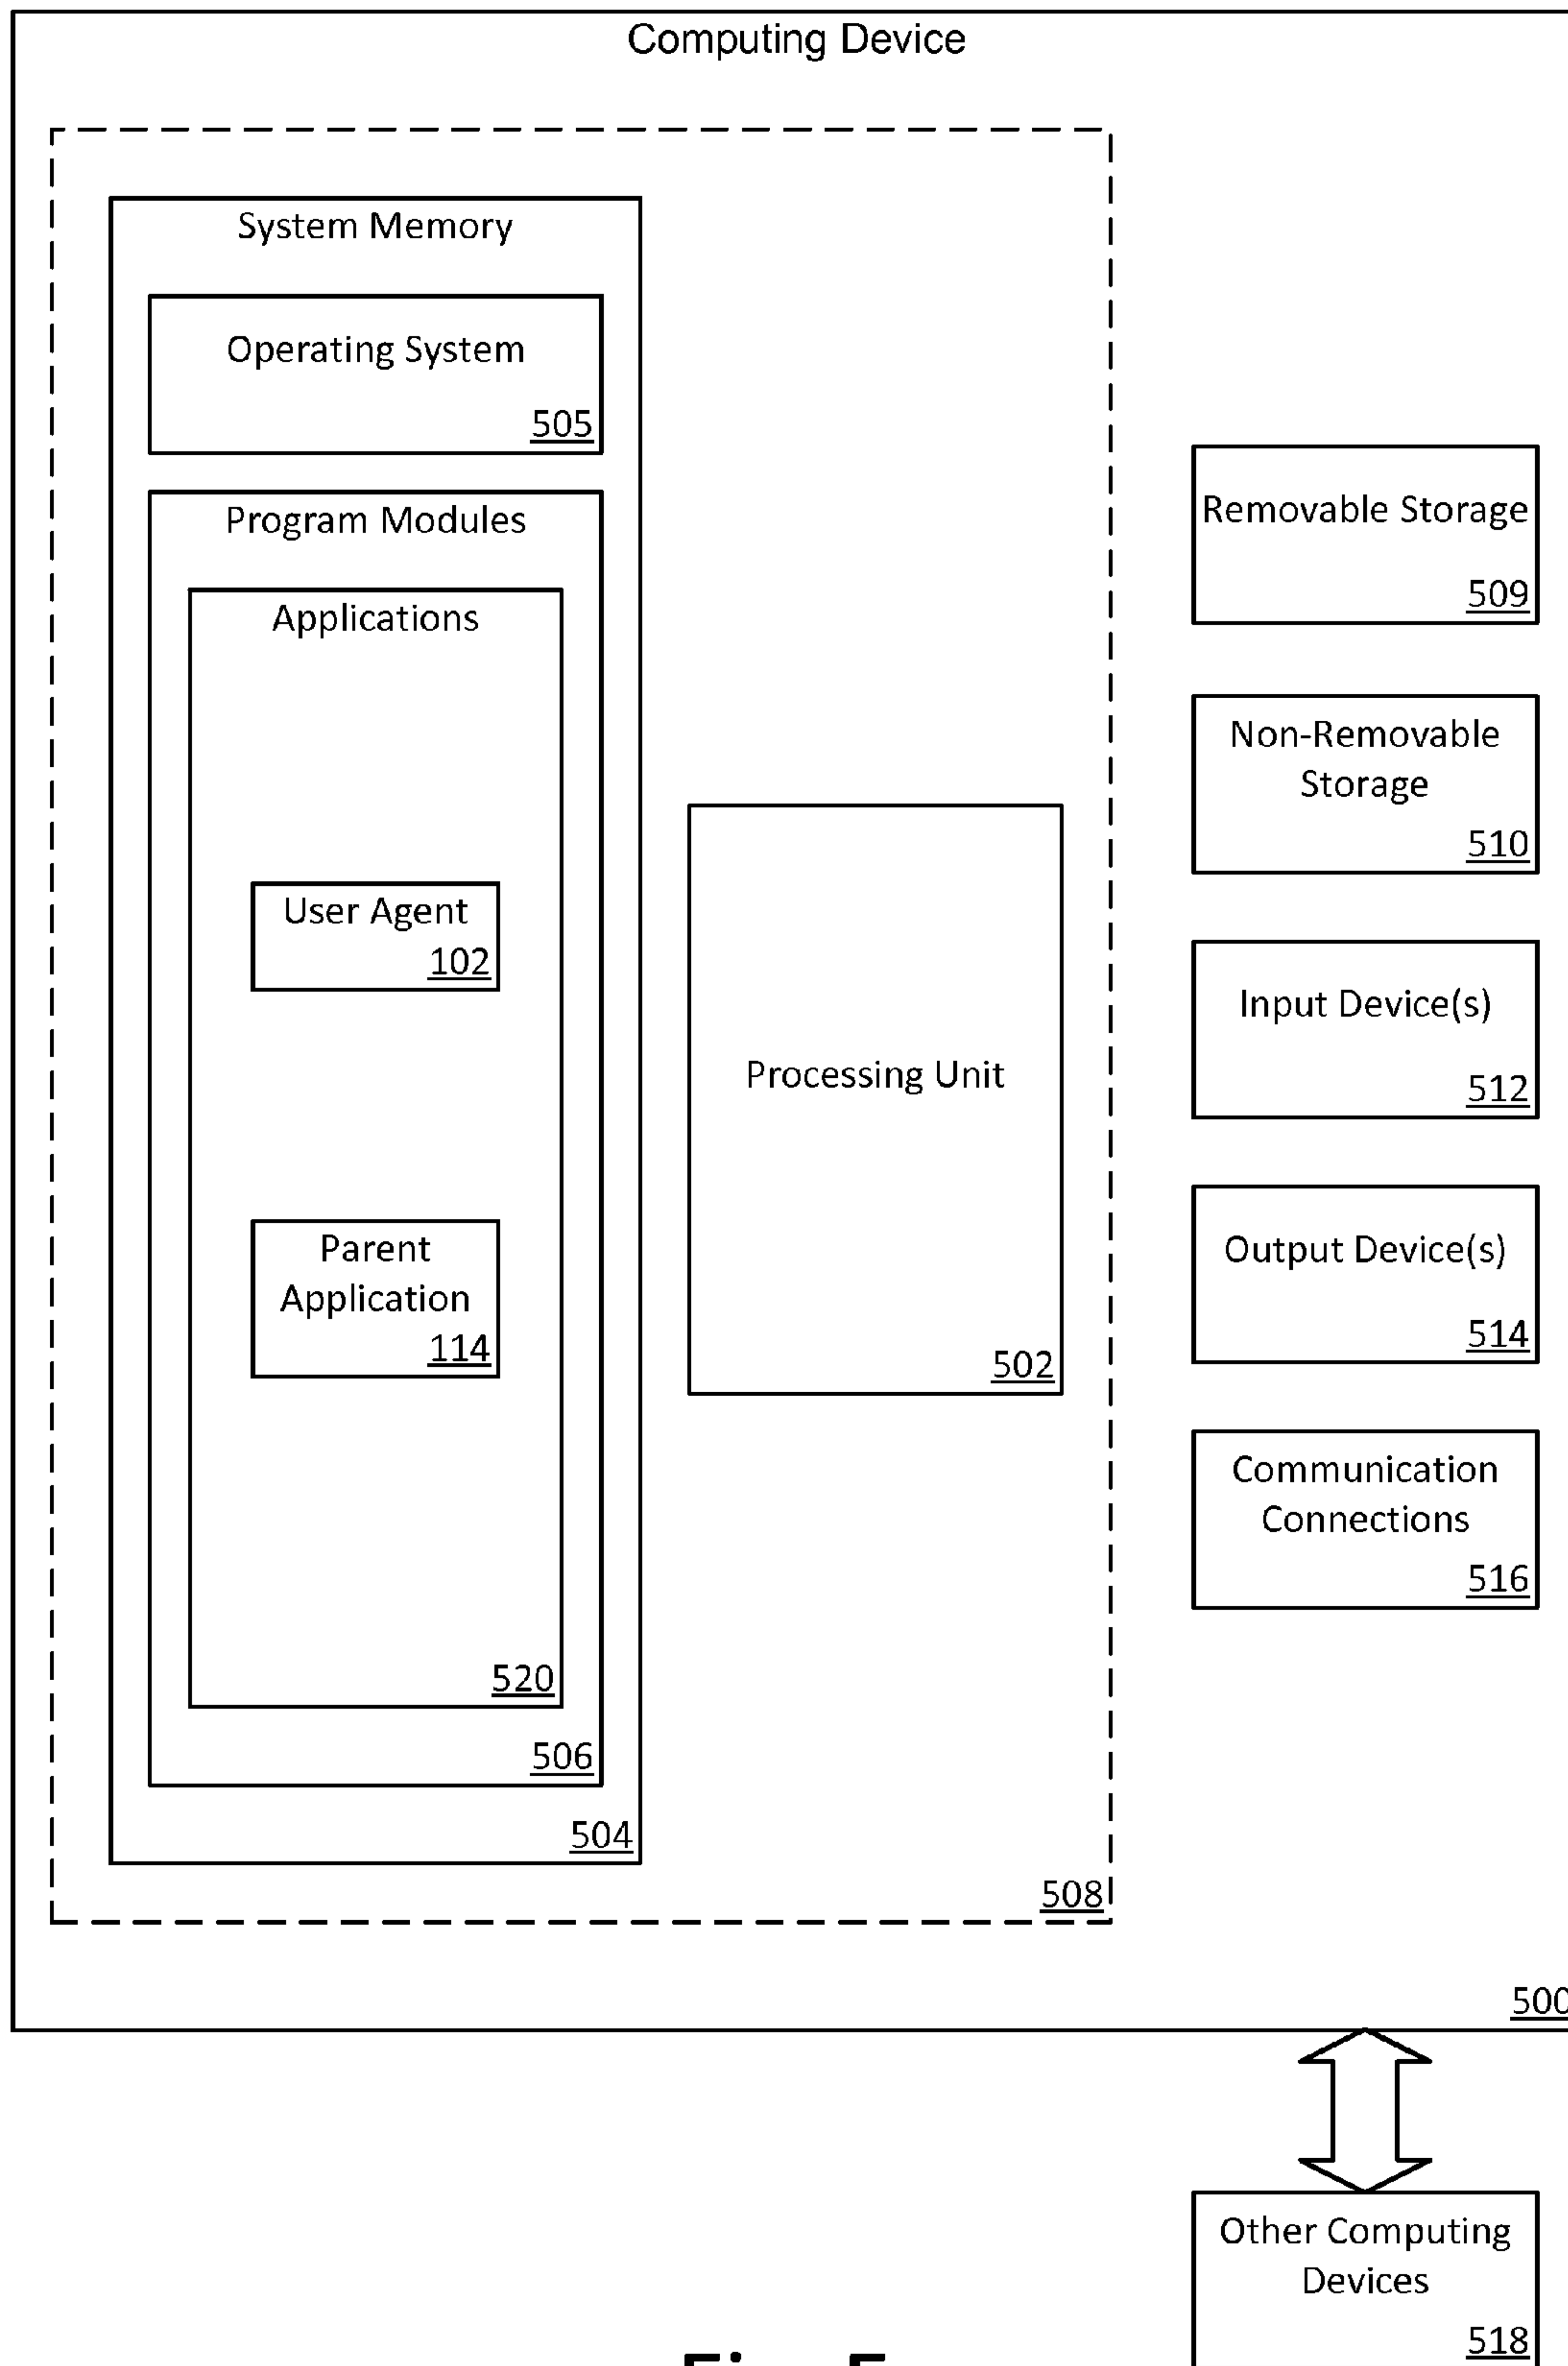 Computing Device
System Memory
Operating System
505
Program Modules
Applications
User Agent
102
Parent
Application
114
520
506
504
Processing Unit
502
508
Removable Storage
509
Non-Removable
Storage
510
Input Device(s)
512
Output Device(s)
514
Communication
Connections
516
500
Other Computing
Devices
518